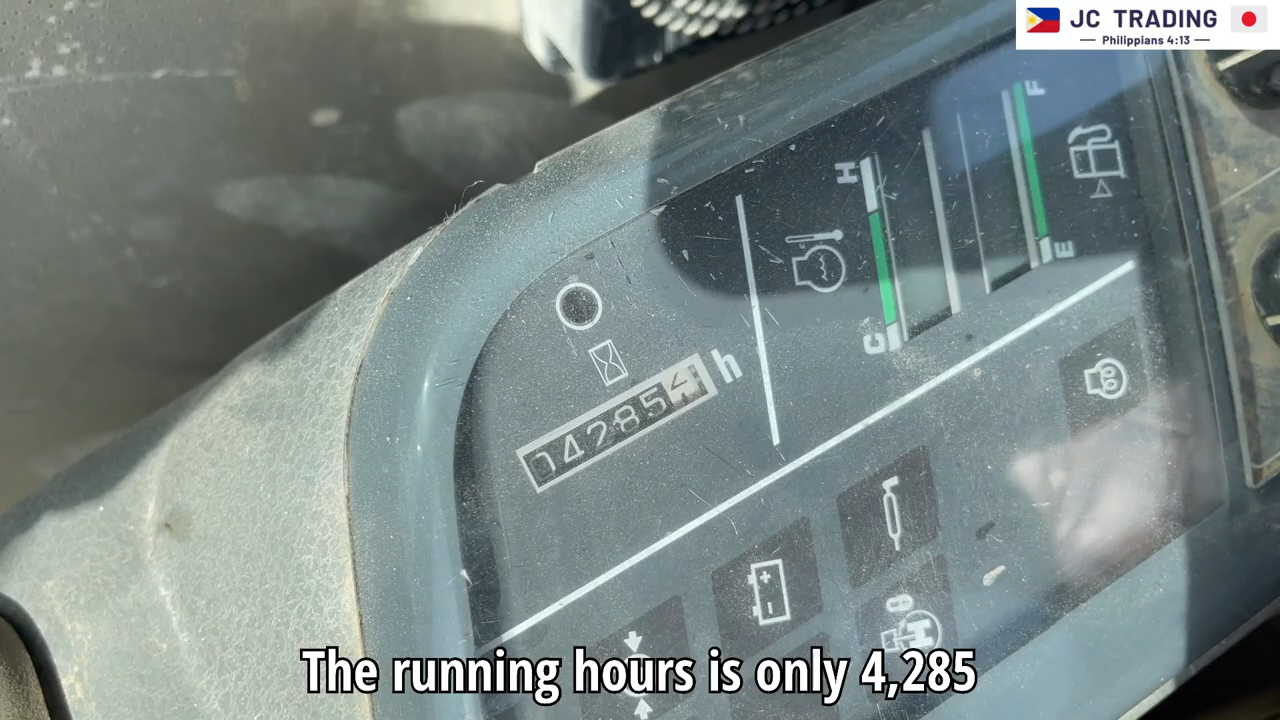 JC TRADING
Philippians 4:13
F
H
E
C
042854 h
H
The running hours is only 4,285